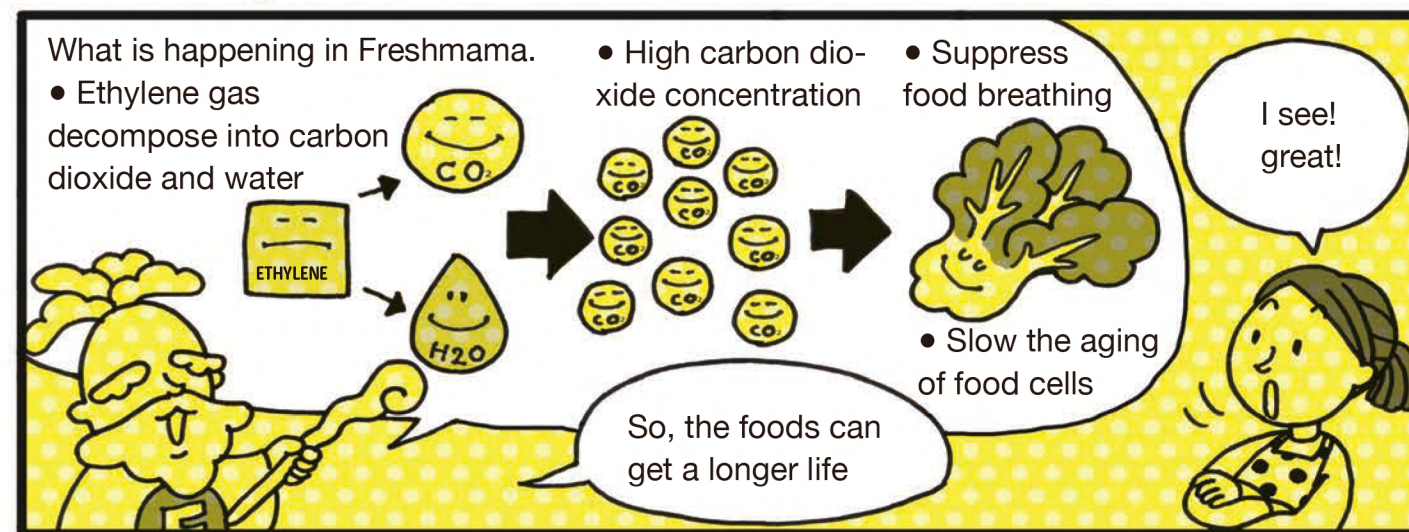 What is happening in Freshmama.
• Ethylene gas
decompose into carbon
dioxide and water
ETHYLENE
CO₂
H2O
• High carbon dio-
xide concentration
CO₂
CO₂
CO₂
CO₂
CO₂
CO₂
CO₂
CO₂
CO₂
• Suppress
food breathing
• Slow the aging
of food cells
So, the foods can
get a longer life
I see!
great!